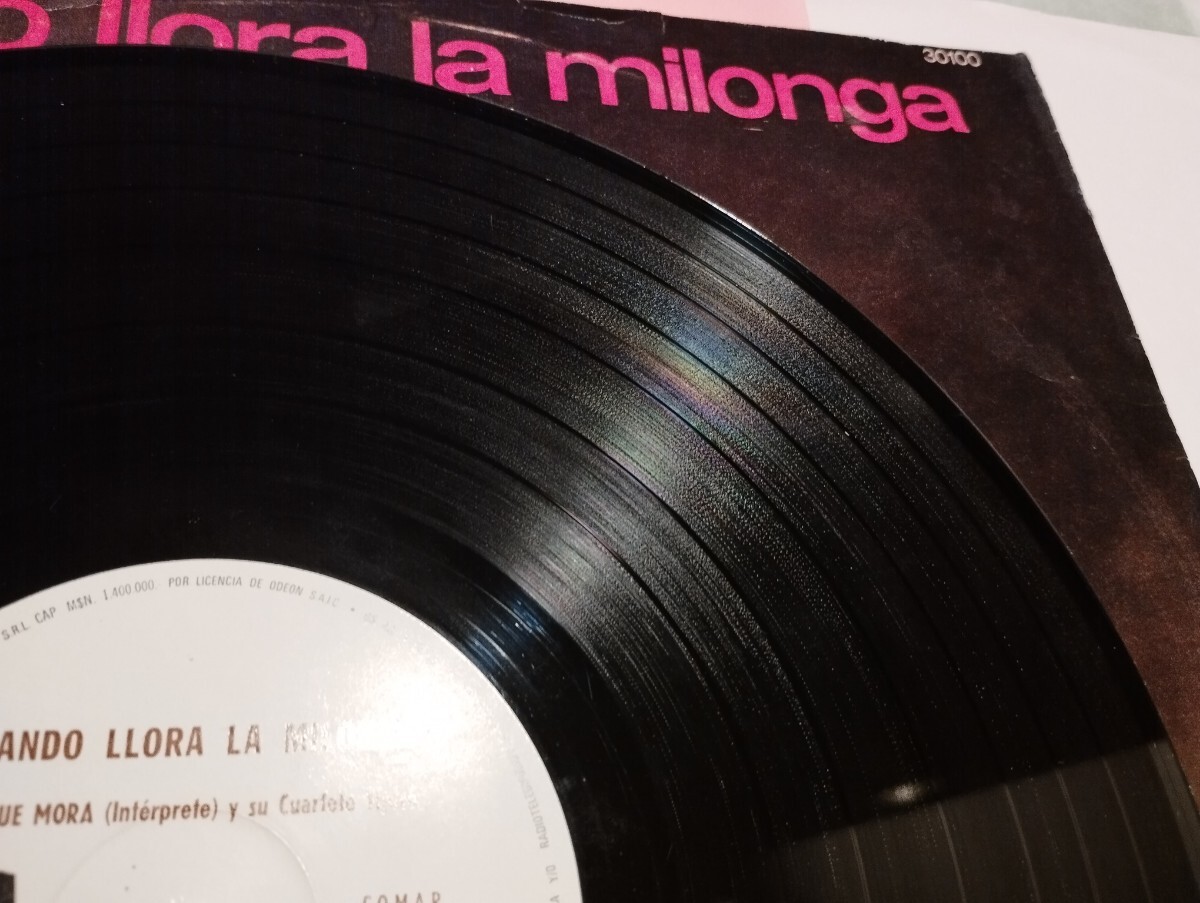 llora la milonga
30100
S.R.L. CAP. M$N. 1.400.000. POR LICENCIA DE ODEON S.A.I.C. •
ANDO LLORA LA
UE MORA (Intérprete) y su Cuarteto
COMAR
A Y/O RADIOTEL